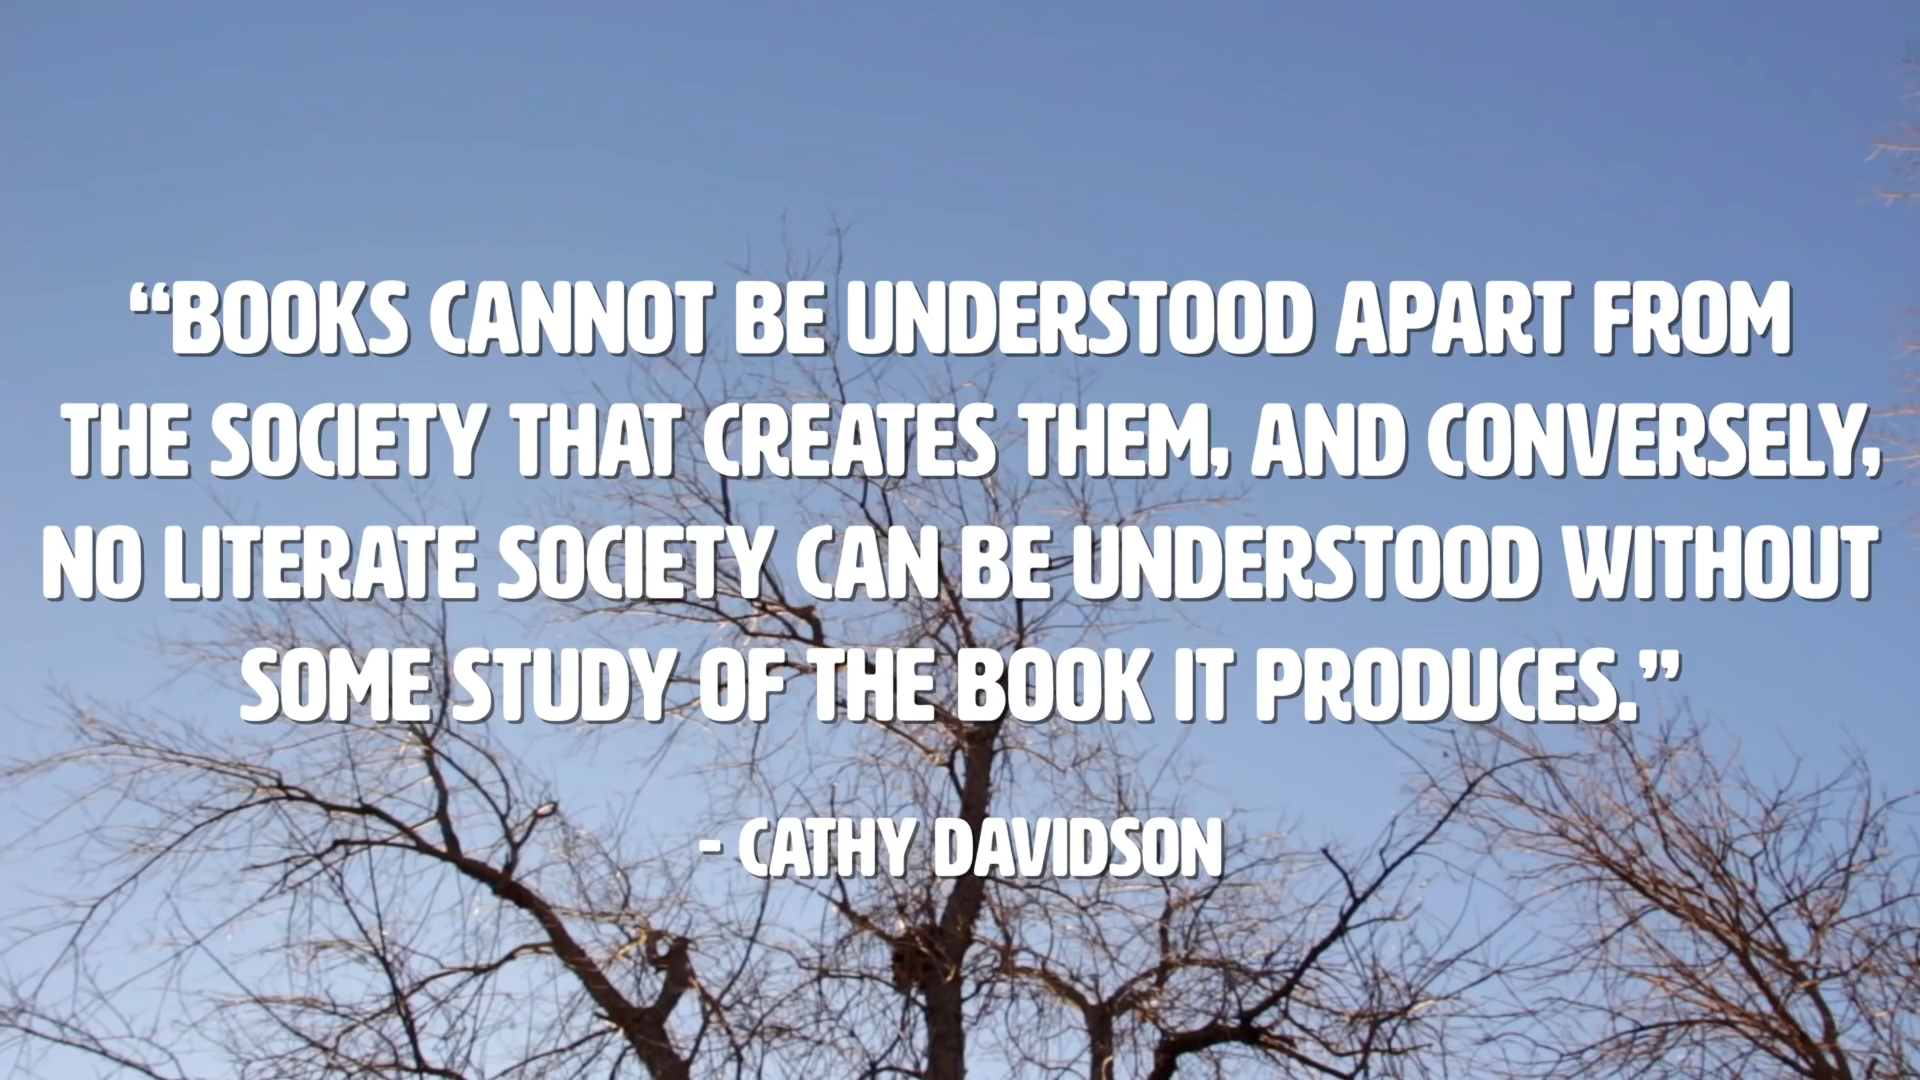 “BOOKS CANNOT BE UNDERSTOOD APART FROM
THE SOCIETY THAT CREATES THEM, AND CONVERSELY,
NO LITERATE SOCIETY CAN BE UNDERSTOOD WITHOUT
SOME STUDY OF THE BOOK IT PRODUCES.”
- CATHY DAVIDSON